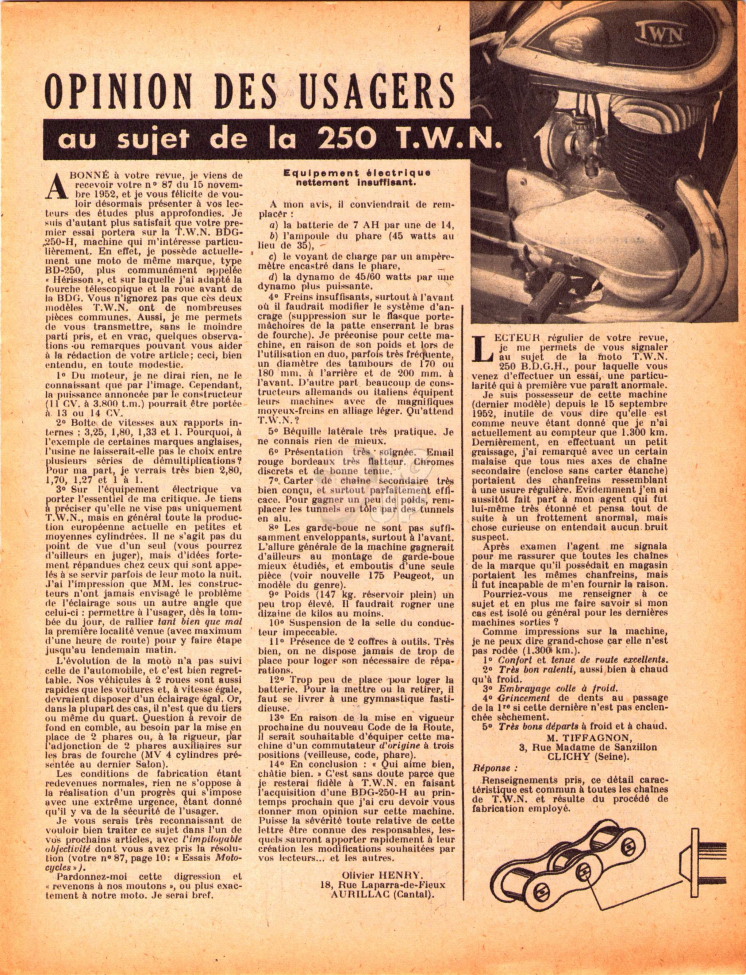 OPINION DES USAGERS
au sujet de la 250 T.W.N.
TWN
ABONNÉ à votre revue, je viens de
recevoir votre n° 87 du 15 novem-
bre 1952, et je vous félicite de vou-
loir désormais présenter à vos lec-
teurs des études plus approfondies. Je
suis d'autant plus satisfait que votre pre-
mier essai portera sur la T.W.N. BDG-
250-H, machine qui m'intéresse particu-
lièrement. En effet, je possède actuelle-
ment une moto de même marque, type
BD-250, plus communément appelée
« Hérisson », et sur laquelle j'ai adapté la
fourche télescopique et la roue avant de
la BDG. Vous n'ignorez pas que cès deux
modèles T.W.N. ont de nombreuses
pièces communes. Aussi, je me permets
de vous transmettre, sans le moindre
parti pris, et en vrac, quelques observa-
tions ou remarques pouvant vous aider
à la rédaction de votre article; ceci, bien
entendu, en toute modestie.
1° Du moteur, je ne dirai rien, ne le
connaissant que par l'image. Cependant,
la puissance annoncée par le constructeur
(11 CV. à 3.800 t.m.) pourrait être portée
à 13 ou 14 CV.
2° Boîte de vitesses aux rapports in-
ternes : 3,25, 1,80, 1,33 et 1. Pourquoi, à
l'exemple de certaines marques anglaises,
l'usine ne laisserait-elle pas le choix entre
plusieurs séries de démultiplications ?
Pour ma part, je verrais très bien 2,80,
1,70, 1,27 et 1 à 1.
3° Sur l'équipement électrique va
porter l'essentiel de ma critique. Je tiens
à préciser qu'elle ne vise pas uniquement
T.W.N., mais en général toute la produc-
tion européenne actuelle en petites et
moyennes cylindrées. Il ne s'agit pas du
point de vue d'un seul (vous pourrez
d'ailleurs en juger), mais d'idées forte-
ment répandues chez ceux qui sont appe-
lés à se servir parfois de leur moto la nuit.
J'ai l'impression que MM. les construc-
teurs n'ont jamais envisagé le problème
de l'éclairage sous un autre angle que
celui-ci : permettre à l'usager, dès la tom-
bée du jour, de rallier tant bien que mal
la première localité venue (avec maximum
d'une heure de route) pour y faire étape
jusqu'au lendemain matin.
L'évolution de la moto n'a pas suivi
celle de l'automobile, et c'est bien regret-
table. Nos véhicules à 2 roues sont aussi
rapides que les voitures et, à vitesse égale,
devraient disposer d'un éclairage égal. Or,
dans la plupart des cas, il n'est que du tiers
ou même du quart. Question à revoir de
fond en comble, au besoin par la mise en
place de 2 phares ou, à la rigueur, par
l'adjonction de 2 phares auxiliaires sur
les bras de fourche (MV 4 cylindres pré-
sentée au dernier Salon).
Les conditions de fabrication étant
redevenues normales, rien ne s'oppose à
la réalisation d'un progrès qui s'impose
avec une extrême urgence, étant donné
qu'il y va de la sécurité de l'usager.
Je vous serais très reconnaissant de
vouloir bien traiter ce sujet dans l'un de
vos prochains articles, avec l'impitoyable
objectivité dont vous avez pris la résolu-
tion (votre n° 87, page 10 : « Essais Moto-
cycles »).
Pardonnez-moi cette digression et
« revenons à nos moutons », ou plus exac-
tement à notre moto. Je serai bref.
Equipement électrique
nettement insuffisant.
A mon avis, il conviendrait de rem-
placer :
a) la batterie de 7 AH par une de 14,
b) l'ampoule du phare (45 watts au
lieu de 35),
c) le voyant de charge par un ampère-
mètre encastré dans le phare,
d) la dynamo de 45/60 watts par une
dynamo plus puissante.
4° Freins insuffisants, surtout à l'avant
où il faudrait modifier le système d'an-
crage (suppression sur le flasque porte-
mâchoires de la patte enserrant le bras
de fourche). Je préconise pour cette ma-
chine, en raison de son poids et lors de
l'utilisation en duo, parfois très fréquente,
un diamètre des tambours de 170 ou
180 mm. à l'arrière et de 200 mm. à
l'avant. D'autre part beaucoup de cons-
tructeurs allemands ou italiens équipent
leurs machines avec de magnifiques
moyeux-freins en alliage léger. Qu'attend
T.W.N. ?
5° Béquille latérale très pratique. Je
ne connais rien de mieux.
6° Présentation très soignée. Email
rouge bordeaux très flatteur. Chromes
discrets et de bonne tenue.
7° Carter de chaîne secondaire très
bien conçu, et surtout parfaitement effi-
cace. Pour gagner un peu de poids, rem-
placer les tunnels en tôle par des tunnels
en alu.
8° Les garde-boue ne sont pas suffi-
samment enveloppants, surtout à l'avant.
L'allure générale de la machine gagnerait
d'ailleurs au montage de garde-boue
mieux étudiés, et emboutis d'une seule
pièce (voir nouvelle 175 Peugeot, un
modèle du genre).
9° Poids (147 kg. réservoir plein) un
peu trop élevé. Il faudrait rogner une
dizaine de kilos au moins.
10° Suspension de la selle du conduc-
teur impeccable.
11° Présence de 2 coffres à outils. Très
bien, on ne dispose jamais de trop de
place pour loger son nécessaire de répa-
rations.
12° Trop peu de place pour loger la
batterie. Pour la mettre ou la retirer, il
faut se livrer à une gymnastique fasti-
dieuse.
13° En raison de la mise en vigueur
prochaine du nouveau Code de la Route,
il serait souhaitable d'équiper cette ma-
chine d'un commutateur d'origine à trois
positions (veilleuse, code, phare).
14° En conclusion : « Qui aime bien,
châtie bien. » C'est sans doute parce que
je resterai fidèle à T.W.N. en faisant
l'acquisition d'une BDG-250-H au prin-
temps prochain que j'ai cru devoir vous
donner mon opinion sur cette machine.
Puisse la sévérité toute relative de cette
lettre être connue des responsables, les-
quels sauront apporter rapidement à leur
création les modifications souhaitées par
vos lecteurs... et les autres.
Olivier HENRY.
18, Rue Laparra-de-Fieux
AURILLAC (Cantal).
LECTEUR régulier de votre revue,
je me permets de vous signaler
au sujet de la moto T.W.N.
250 B.D.G.H., pour laquelle vous
venez d'effectuer un essai, une particu-
larité qui à première vue paraît anormale.
Je suis possesseur de cette machine
(dernier modèle) depuis le 15 septembre
1952, inutile de vous dire qu'elle est
comme neuve étant donné que je n'ai
actuellement au compteur que 1.300 km.
Dernièrement, en effectuant un petit
graissage, j'ai remarqué avec un certain
malaise que tous mes axes de chaîne
secondaire (enclose sans carter étanche)
portaient des chanfreins ressemblant
à une usure régulière. Evidemment j'en ai
aussitôt fait part à mon agent qui fut
lui-même très étonné et pensa tout de
suite à un frottement anormal, mais
chose curieuse on entendait aucun bruit
suspect.
Après examen l'agent me signala
pour me rassurer que toutes les chaînes
de la marque qu'il possédait en magasin
portaient les mêmes chanfreins, mais
il fut incapable de m'en fournir la raison.
Pourriez-vous me renseigner à ce
sujet et en plus me faire savoir si mon
cas est isolé ou général pour les dernières
machines sorties ?
Comme impressions sur la machine,
je ne peux dire grand-chose car elle n'est
pas rodée (1.300 km.).
1° Confort et tenue de route excellents.
2° Très bon ralenti, aussi bien à chaud
qu'à froid.
3° Embrayage colle à froid.
4° Grincement de dents au passage
de la 1re si cette dernière n'est pas enclen-
chée sèchement.
5° Très bons départs à froid et à chaud.
M. TIFFAGNON,
3, Rue Madame de Sanzillon
CLICHY (Seine).
Réponse :
Renseignements pris, ce détail carac-
téristique est commun à toutes les chaînes
de T.W.N. et résulte du procédé de
fabrication employé.